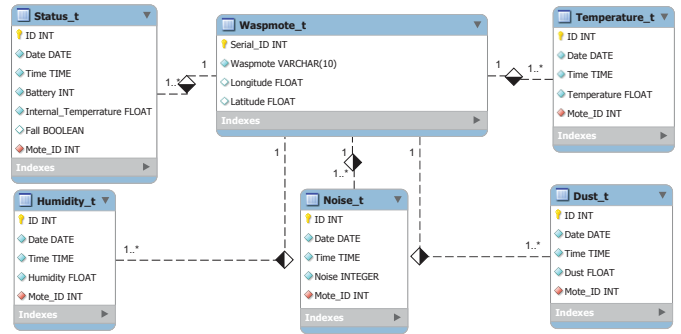 Status_t
ID INT
Date DATE
Time TIME
Battery INT
Internal_Temperrature FLOAT
Fall BOOLEAN
Mote_ID INT
Indexes
1..*
1
Waspmote_t
Serial_ID INT
Waspmote VARCHAR(10)
Longitude FLOAT
Latitude FLOAT
Indexes
1
1..*
Temperature_t
ID INT
Date DATE
Time TIME
Temperature FLOAT
Mote_ID INT
Indexes
1
1
1..*
1
Humidity_t
ID INT
Date DATE
Time TIME
Humidity FLOAT
Mote_ID INT
Indexes
1..*
Noise_t
ID INT
Date DATE
Time TIME
Noise INTEGER
Mote_ID INT
Indexes
1..*
Dust_t
ID INT
Date DATE
Time TIME
Dust FLOAT
Mote_ID INT
Indexes